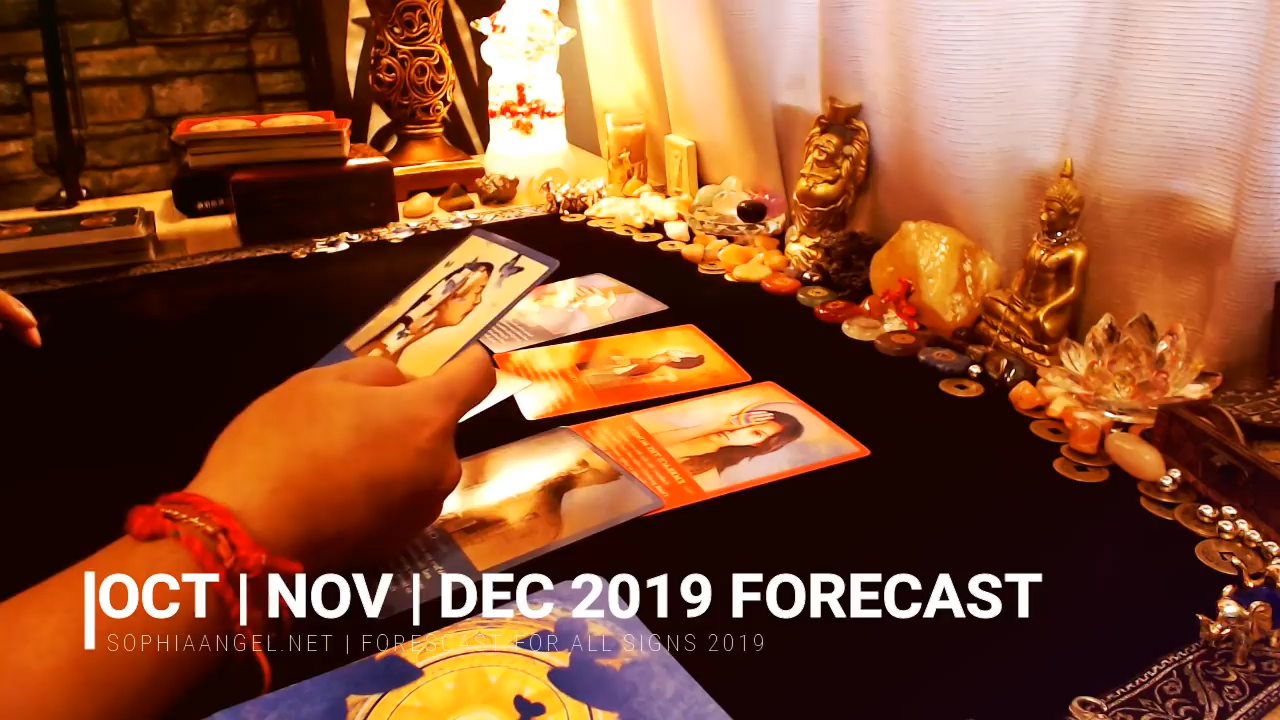 |OCT | NOV | DEC 2019 FORECAST
SOPHIAANGEL.NET | FORESCAST FOR ALL SIGNS 2019